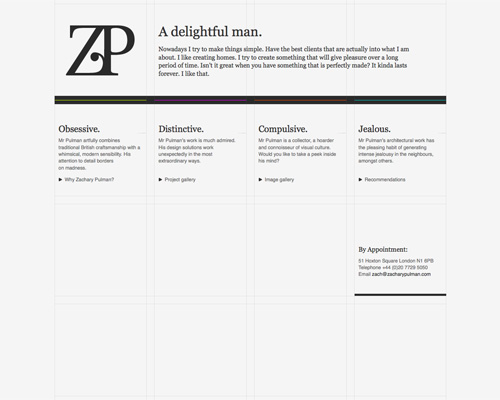 ZP
A delightful man.
Nowadays I try to make things simple. Have the best clients that are actually into what I am
about. I like creating homes. I try to create something that will give pleasure over a long
period of time. Isn't it great when you have something that is perfectly made? It kinda lasts
forever. I like that.
Obsessive.
Mr Pulman artfully combines
traditional British craftsmanship with a
whimsical, modern sensibility. His
attention to detail borders
on madness.
► Why Zachary Pulman?
Distinctive.
Mr Pulman's work is much admired.
His design solutions work
unexpectedly in the most
extraordinary ways.
► Project gallery
Compulsive.
Mr Pulman is a collector, a hoarder
and connoisseur of visual culture.
Would you like to take a peek inside
his mind?
► Image gallery
Jealous.
Mr Pulman's architectural work has
the pleasing habit of generating
intense jealousy in the neighbours,
amongst others.
► Recommendations
By Appointment:
51 Hoxton Square London N1 6PB
Telephone +44 (0)20 7729 5050
Email zach@zacharypulman.com